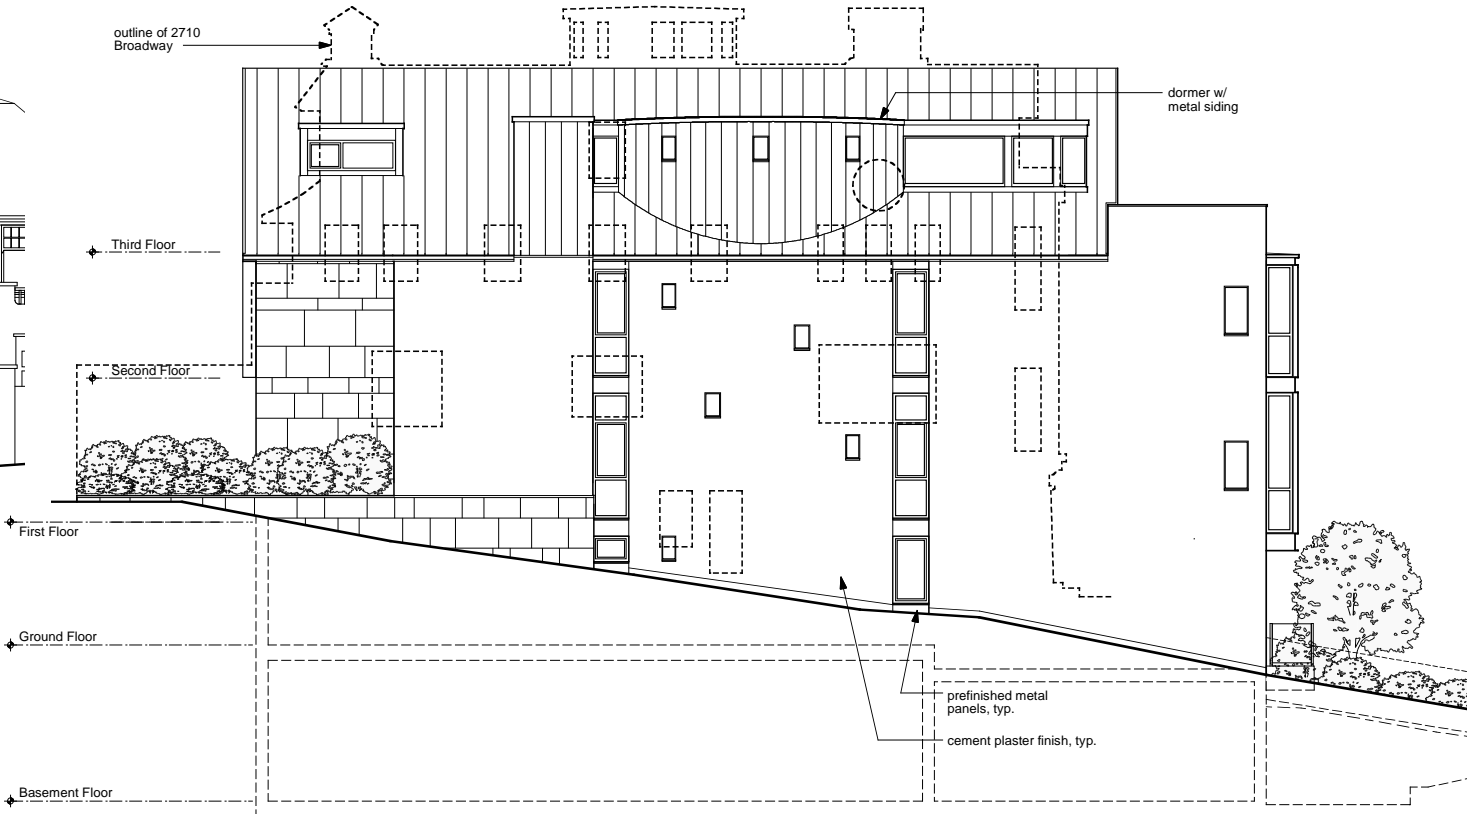 outline of 2710
Broadway
dormer w/
metal siding
Third Floor
Second Floor
First Floor
Ground Floor
prefinished metal
panels, typ.
cement plaster finish, typ.
Basement Floor